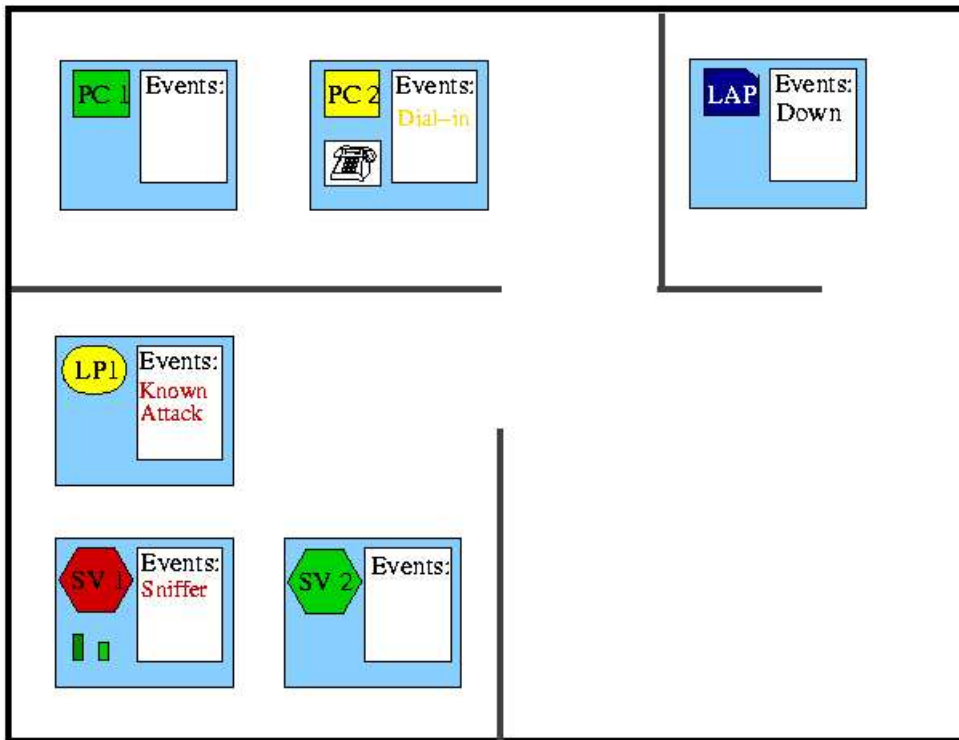 PC 1
Events:
PC 2
Events:
Dial-in
LAP
Events:
Down
LP1
Events:
Known
Attack
SV 1
Events:
Sniffer
SV 2
Events: